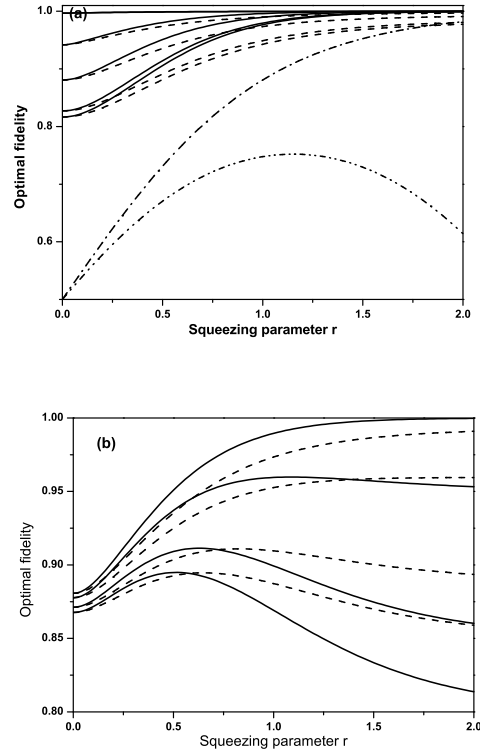 (a)
1.0
0.8
0.6
Optimal fidelity
0.0 0.5 1.0 1.5 2.0
Squeezing parameter r
(b)
1.00
0.95
0.90
0.85
0.80
Optimal fidelity
0.0 0.5 1.0 1.5 2.0
Squeezing parameter r